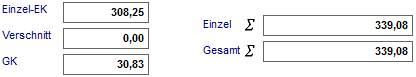 Einzel-EK 308,25
Verschnitt 0,00
GK 30,83
Einzel Σ 339,08
Gesamt Σ 339,08